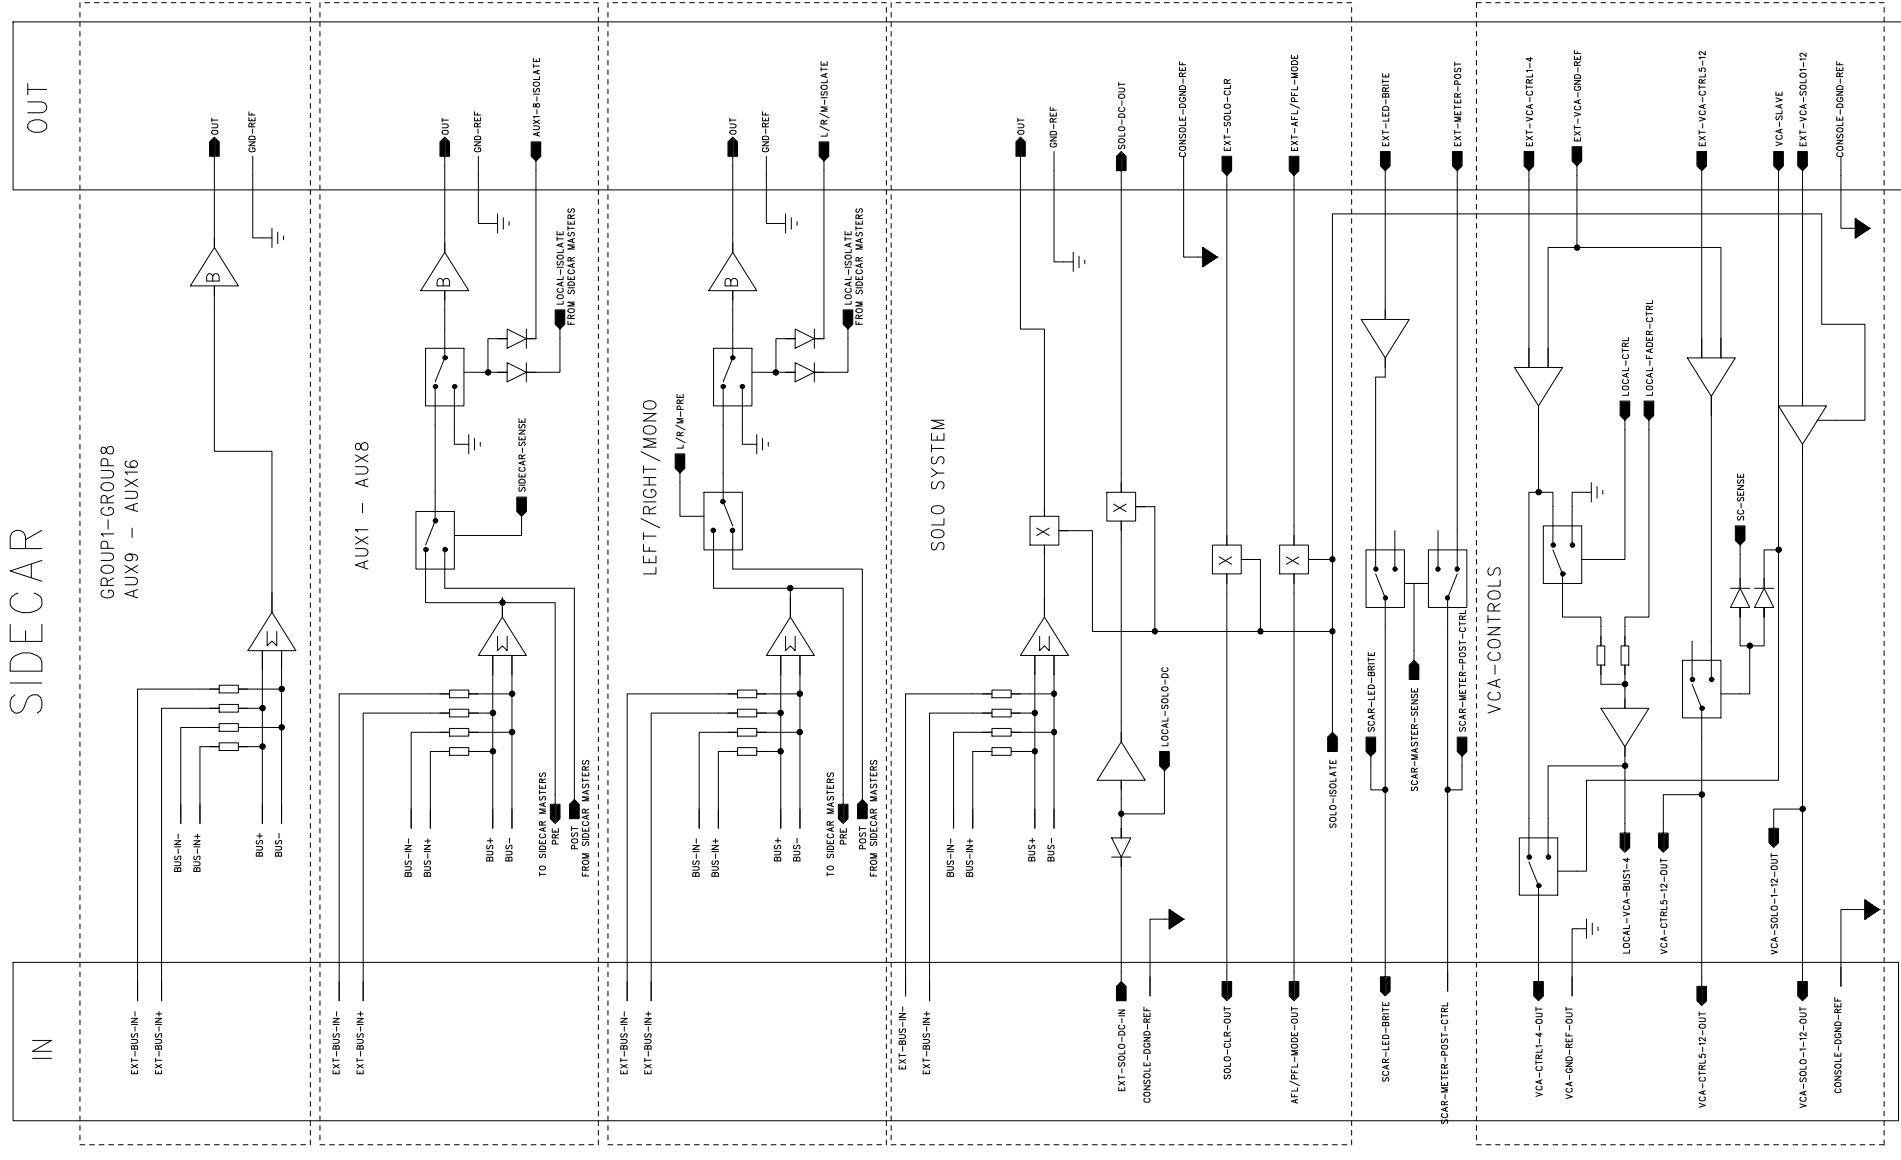 SIDECAR
IN
OUT
GROUP1-GROUP8
AUX9 - AUX16
EXT-BUS-IN-
EXT-BUS-IN+
BUS-IN-
BUS-IN+
BUS+
BUS-
Σ
B
OUT
GND-REF
AUX1 - AUX8
EXT-BUS-IN-
EXT-BUS-IN+
BUS-IN-
BUS-IN+
BUS+
BUS-
TO SIDECAR MASTERS
PRE
POST
FROM SIDECAR MASTERS
Σ
SIDECAR-SENSE
B
LOCAL-ISOLATE
FROM SIDECAR MASTERS
OUT
GND-REF
AUX1-8-ISOLATE
LEFT/RIGHT/MONO
EXT-BUS-IN-
EXT-BUS-IN+
BUS-IN-
BUS-IN+
BUS+
BUS-
TO SIDECAR MASTERS
PRE
POST
FROM SIDECAR MASTERS
Σ
L/R/M-PRE
B
LOCAL-ISOLATE
FROM SIDECAR MASTERS
OUT
GND-REF
L/R/M-ISOLATE
SOLO SYSTEM
EXT-BUS-IN-
EXT-BUS-IN+
BUS-IN-
BUS-IN+
BUS+
BUS-
Σ
X
X
X
X
OUT
GND-REF
EXT-SOLO-DC-IN
CONSOLE-DGND-REF
LOCAL-SOLO-DC
SOLO-DC-OUT
CONSOLE-DGND-REF
SOLO-CLR-OUT
EXT-SOLO-CLR
AFL/PFL-MODE-OUT
EXT-AFL/PFL-MODE
SOLO-ISOLATE
SCAR-LED-BRITE
SCAR-LED-BRITE
EXT-LED-BRITE
SCAR-MASTER-SENSE
SCAR-METER-POST-CTRL
SCAR-METER-POST-CTRL
EXT-METER-POST
VCA-CONTROLS
VCA-CTRL1-4-OUT
VCA-GND-REF-OUT
EXT-VCA-CTRL1-4
EXT-VCA-GND-REF
LOCAL-CTRL
LOCAL-FADER-CTRL
LOCAL-VCA-BUS1-4
VCA-CTRL5-12-OUT
VCA-CTRL5-12-OUT
EXT-VCA-CTRL5-12
SC-SENSE
VCA-SLAVE
VCA-SOLO-1-12-OUT
VCA-SOLO-1-12-OUT
EXT-VCA-SOLO1-12
CONSOLE-DGND-REF
CONSOLE-DGND-REF